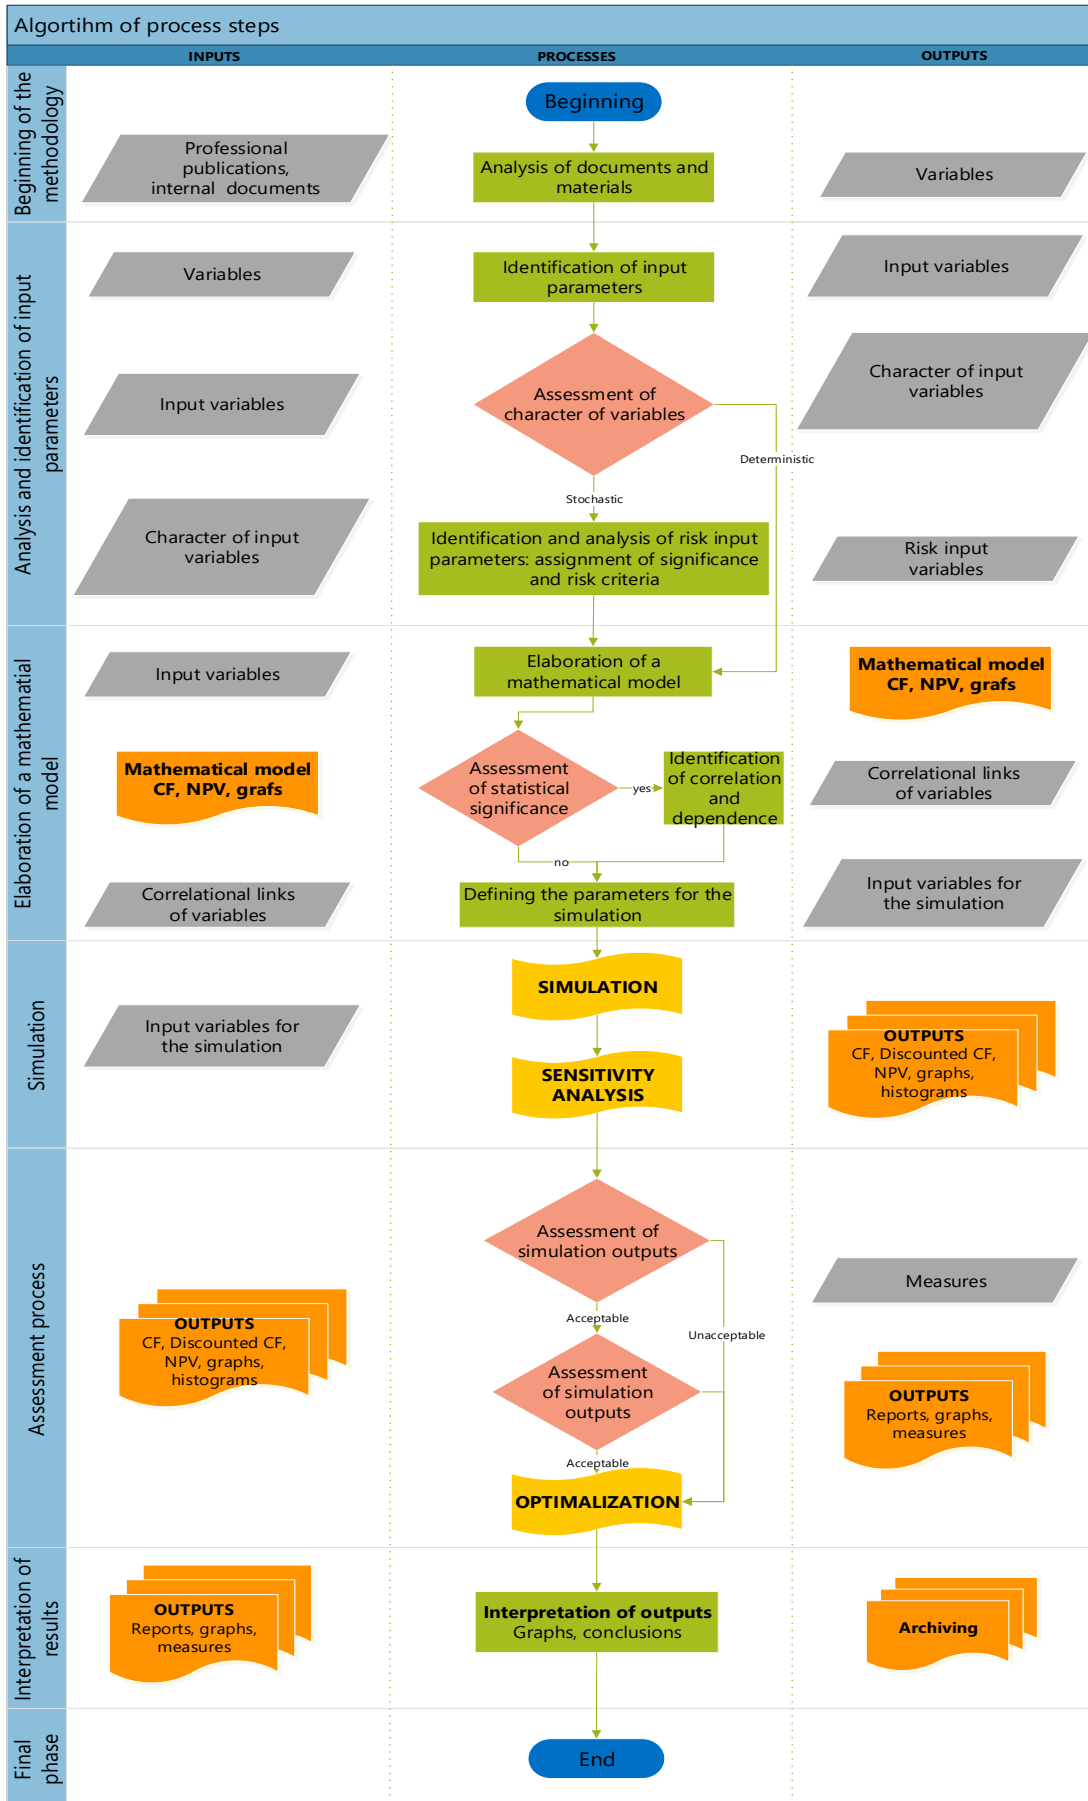 Algortihm of process steps
INPUTS
PROCESSES
OUTPUTS
Beginning of the
methodology
Professional
publications,
internal documents
Beginning
Analysis of documents and
materials
Variables
Analysis and identification of input
parameters
Variables
Identification of input
parameters
Input variables
Input variables
Assessment of
character of variables
Character of input
variables
Deterministic
Stochastic
Character of input
variables
Identification and analysis of risk input
parameters: assignment of significance
and risk criteria
Risk input
variables
Elaboration of a mathematial
model
Input variables
Elaboration of a
mathematical model
Mathematical model
CF, NPV, grafs
Mathematical model
CF, NPV, grafs
Assessment
of statistical
significance
yes
Identification
of correlation
and
dependence
Correlational links
of variables
no
Correlational links
of variables
Defining the parameters for the
simulation
Input variables for
the simulation
Simulation
Input variables for
the simulation
SIMULATION
SENSITIVITY
ANALYSIS
OUTPUTS
CF, Discounted CF,
NPV, graphs,
histograms
Assessment process
OUTPUTS
CF, Discounted CF,
NPV, graphs,
histograms
Assessment of
simulation outputs
Acceptable
Unacceptable
Assessment
of simulation
outputs
Acceptable
OPTIMALIZATION
Measures
OUTPUTS
Reports, graphs,
measures
Interpretation of
results
OUTPUTS
Reports, graphs,
measures
Interpretation of outputs
Graphs, conclusions
Archiving
Final
phase
End